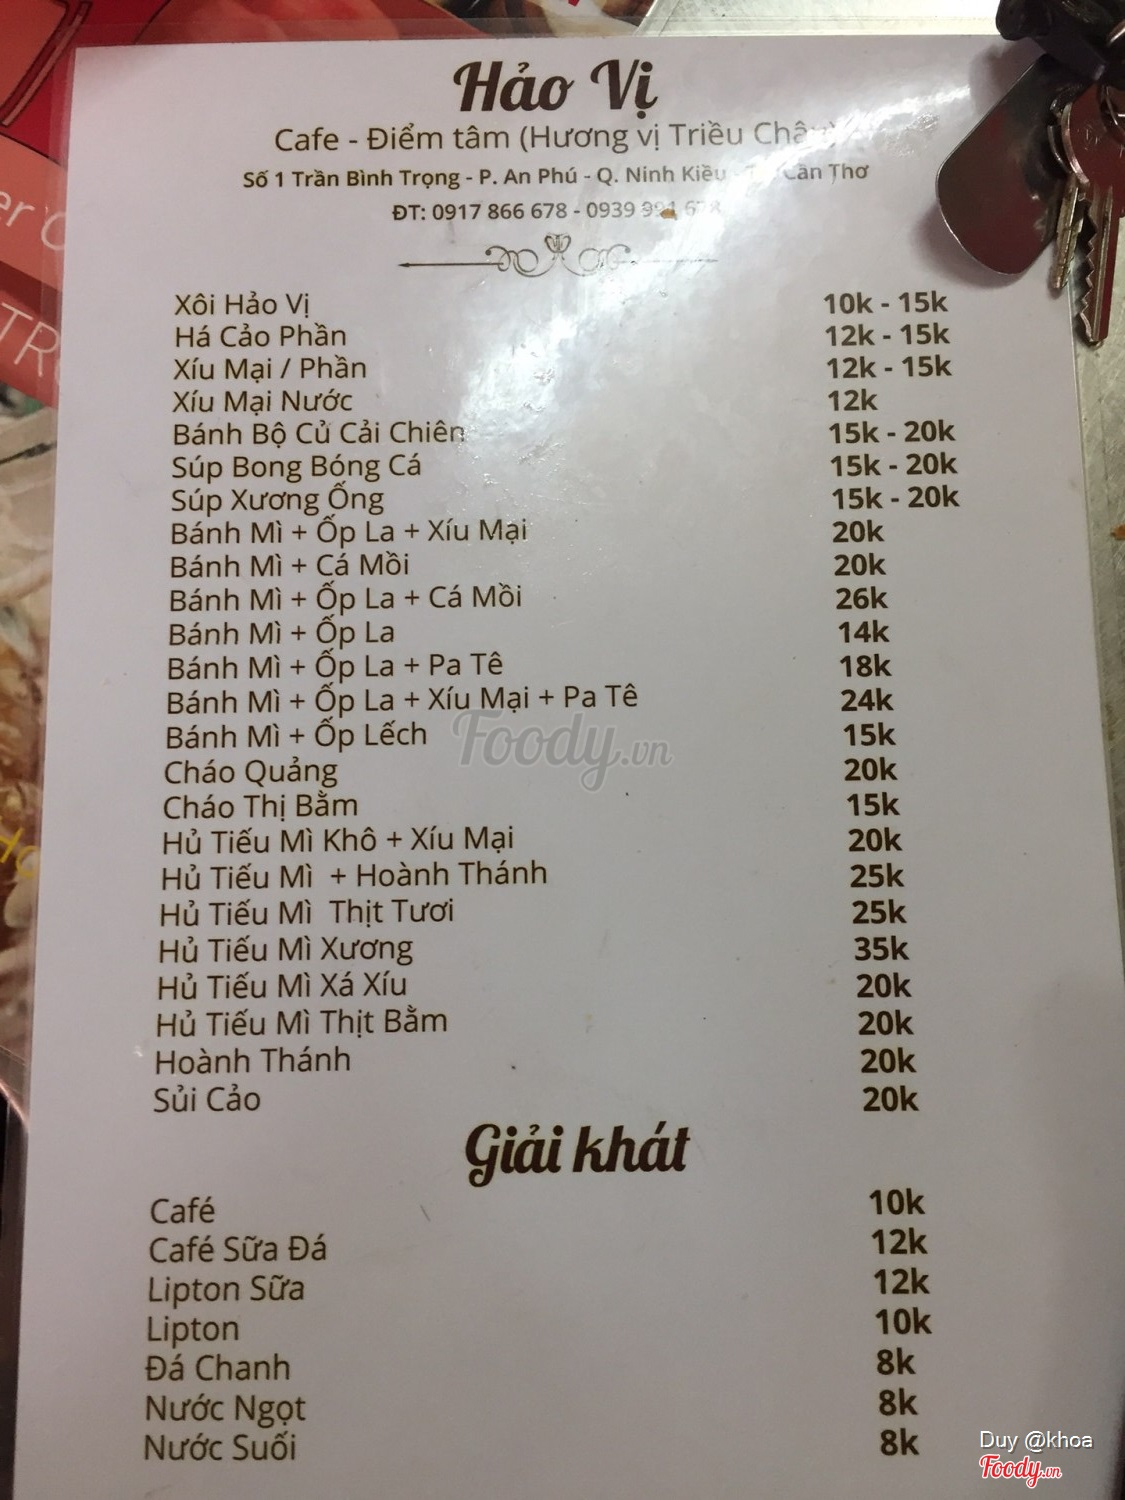 Hảo Vị
Cafe - Điểm tâm (Hương vị Triều Châu)
Số 1 Trần Bình Trọng - P. An Phú - Q. Ninh Kiều - Cần Thơ
ĐT: 0917 866 678 - 0939
Xôi Hảo Vị 10k - 15k
Há Cảo Phần 12k - 15k
Xíu Mại / Phần 12k - 15k
Xíu Mại Nước 12k
Bánh Bộ Củ Cải Chiên 15k - 20k
Súp Bong Bóng Cá 15k - 20k
Súp Xương Ống 15k - 20k
Bánh Mì + Ốp La + Xíu Mại 20k
Bánh Mì + Cá Mồi 20k
Bánh Mì + Ốp La + Cá Mồi 26k
Bánh Mì + Ốp La 14k
Bánh Mì + Ốp La + Pa Tê 18k
Bánh Mì + Ốp La + Xíu Mại + Pa Tê 24k
Bánh Mì + Ốp Lếch 15k
Cháo Quảng 20k
Cháo Thị Bằm 15k
Hủ Tiếu Mì Khô + Xíu Mại 20k
Hủ Tiếu Mì + Hoành Thánh 25k
Hủ Tiếu Mì Thịt Tươi 25k
Hủ Tiếu Mì Xương 35k
Hủ Tiếu Mì Xá Xíu 20k
Hủ Tiếu Mì Thịt Bằm 20k
Hoành Thánh 20k
Sủi Cảo 20k
Giải khát
Café 10k
Café Sữa Đá 12k
Lipton Sữa 12k
Lipton 10k
Đá Chanh 8k
Nước Ngọt 8k
Nước Suối 8k
Foody.vn
Duy @khoa
Foody.vn